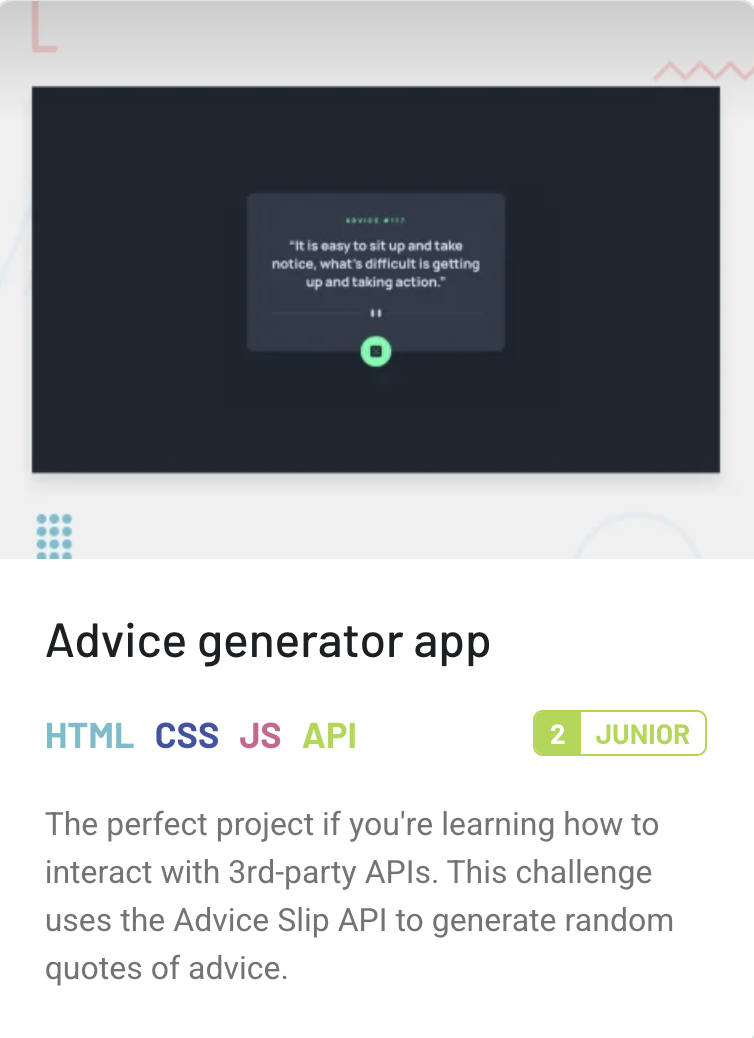 ADVICE #117
“It is easy to sit up and take
notice, what's difficult is getting
up and taking action.”
Advice generator app
HTML CSS JS API
2 JUNIOR
The perfect project if you're learning how to
interact with 3rd-party APIs. This challenge
uses the Advice Slip API to generate random
quotes of advice.